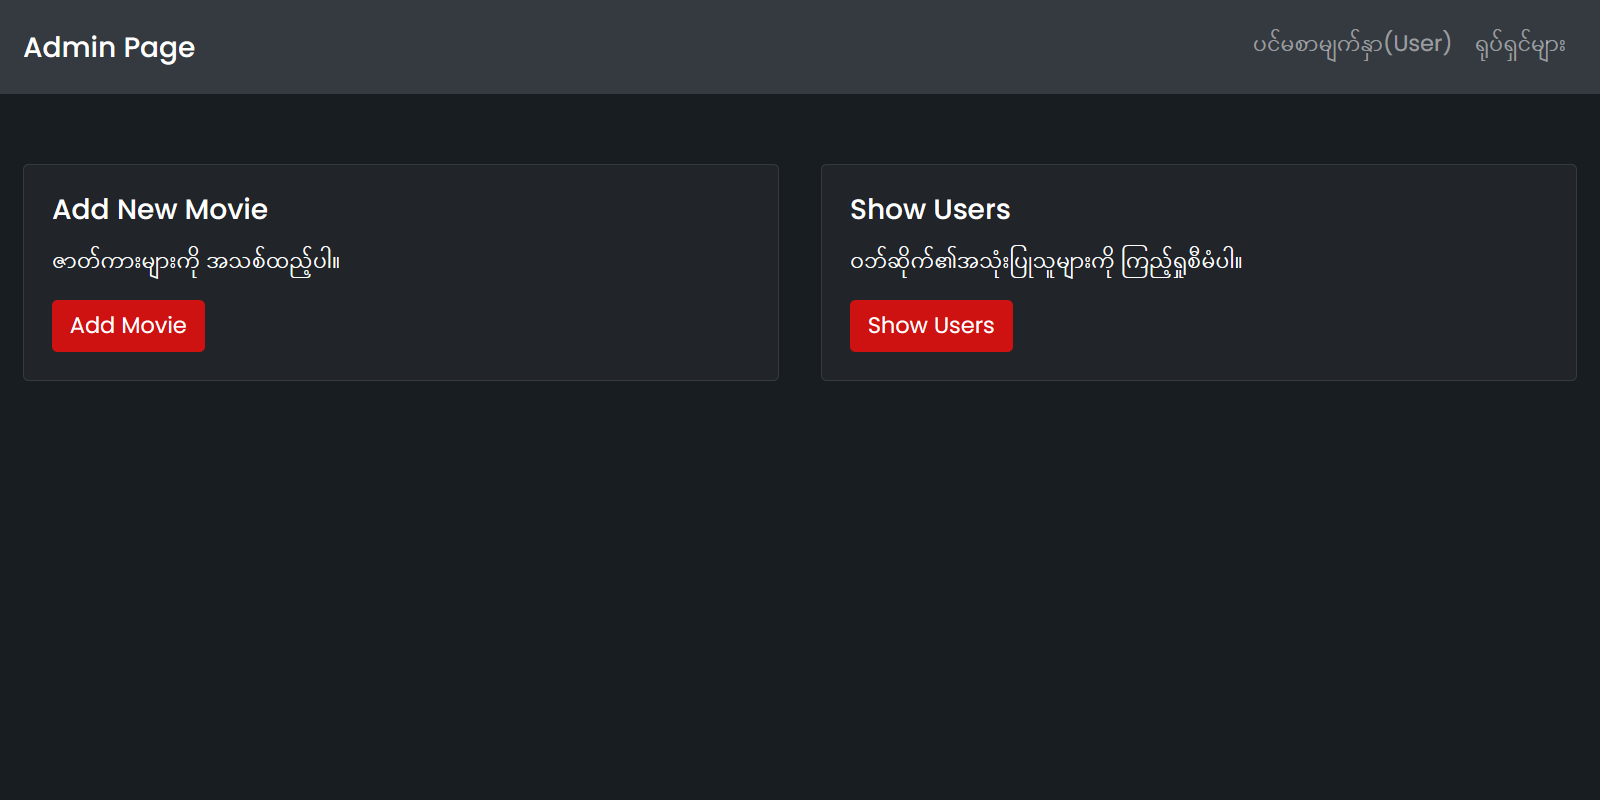 Admin Page
ပင်မစာမျက်နှာ(User) ရုပ်ရှင်များ
Add New Movie
ဇာတ်ကားများကို အသစ်ထည့်ပါ။
Add Movie
Show Users
ဝဘ်ဆိုက်၏အသုံးပြုသူများကို ကြည့်ရှုစီမံပါ။
Show Users